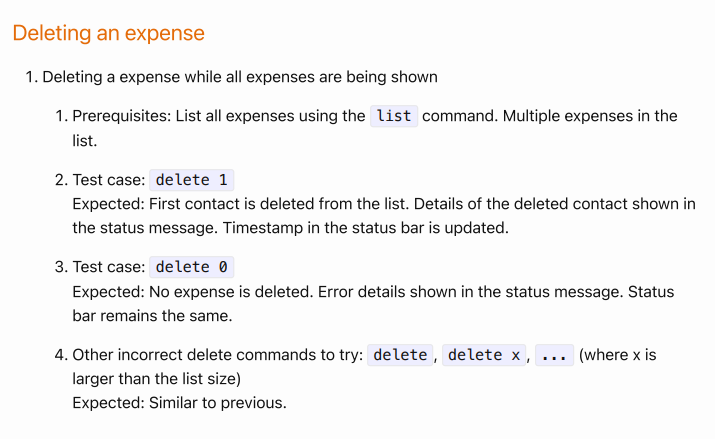 Deleting an expense
1. Deleting a expense while all expenses are being shown
1. Prerequisites: List all expenses using the list command. Multiple expenses in the
list.
2. Test case: delete 1
Expected: First contact is deleted from the list. Details of the deleted contact shown in
the status message. Timestamp in the status bar is updated.
3. Test case: delete 0
Expected: No expense is deleted. Error details shown in the status message. Status
bar remains the same.
4. Other incorrect delete commands to try: delete, delete x, ... (where x is
larger than the list size)
Expected: Similar to previous.